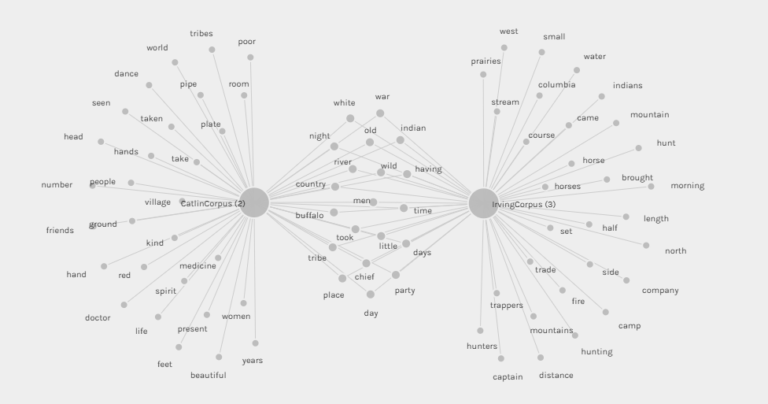 west
tribes
small
poor
world
water
prairies
dance
pipe
room
columbia
indians
seen
white
war
stream
taken
plate
old
indian
course
came
mountain
head
night
hunt
hands
take
river
wild
having
horse
number
people
country
horses
brought
morning
village
CatlinCorpus (2)
men
IrvingCorpus (3)
buffalo
time
friends
ground
set
half
length
kind
took
little
days
north
hand
red
medicine
tribe
chief
trade
side
company
spirit
place
party
trappers
fire
doctor
life
present
women
day
mountains
camp
feet
beautiful
years
hunters
hunting
captain
distance